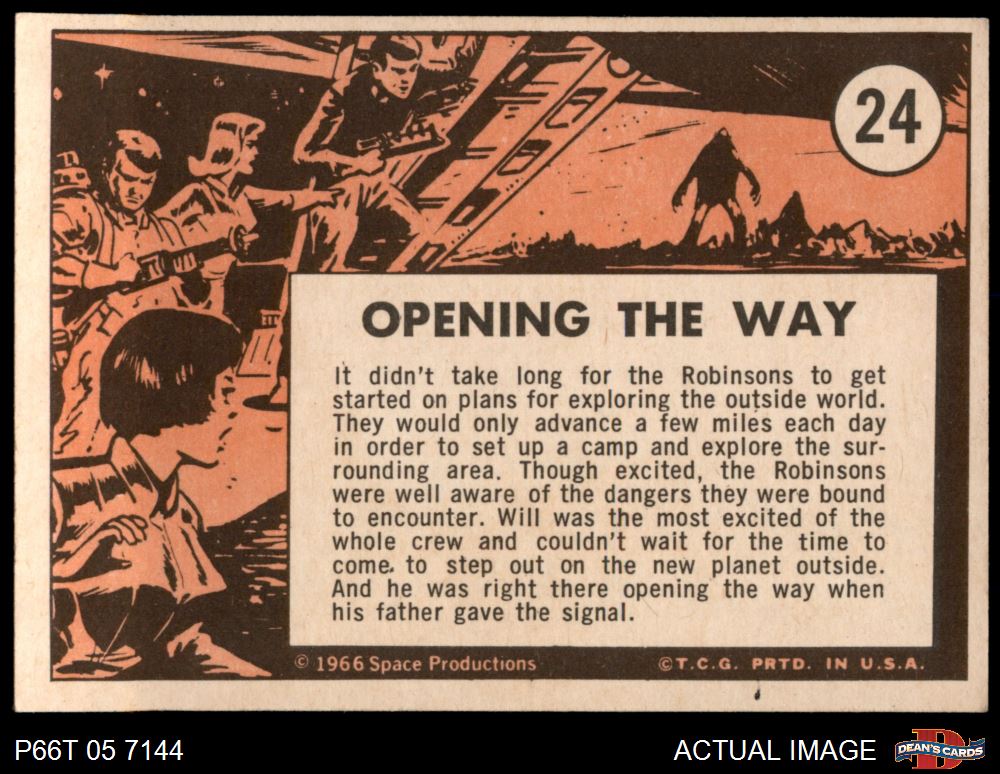 24
OPENING THE WAY
It didn't take long for the Robinsons to get
started on plans for exploring the outside world.
They would only advance a few miles each day
in order to set up a camp and explore the sur-
rounding area. Though excited, the Robinsons
were well aware of the dangers they were bound
to encounter. Will was the most excited of the
whole crew and couldn't wait for the time to
come. to step out on the new planet outside.
And he was right there opening the way when
his father gave the signal.
© 1966 Space Productions
© T.C.G. PRTD. IN U.S.A.
P66T 05 7144
ACTUAL IMAGE
D
DEAN'S CARDS